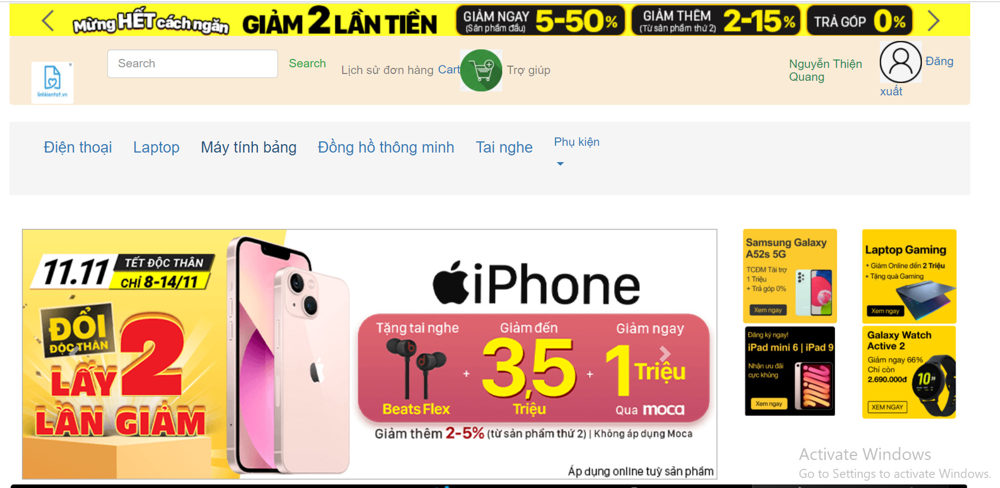 Mừng HẾT cách ngăn GIẢM 2 LẦN TIỀN
GIẢM NGAY 5-50%
(Sản phẩm đầu)
GIẢM THÊM 2-15%
(Từ sản phẩm thứ 2)
TRẢ GÓP 0%
linhkientot.vn
Search
Search
Lịch sử đơn hàng
Cart
Trợ giúp
Nguyễn Thiện
Quang
Đăng
xuất
Điện thoại
Laptop
Máy tính bảng
Đồng hồ thông minh
Tai nghe
Phụ kiện
11.11
TẾT ĐỘC THÂN
CHỈ 8-14/11
ĐỔI
ĐỘC THÂN
LẤY 2
LẦN GIẢM
iPhone
Tặng tai nghe
Beats Flex
+
Giảm đến
3,5
Triệu
+
Giảm ngay
1 Triệu
Qua moca
Giảm thêm 2-5% (từ sản phẩm thứ 2) | Không áp dụng Moca
Áp dụng online tuỳ sản phẩm
Samsung Galaxy
A52s 5G
TCĐM Tài trợ
1 Triệu
+ Trả góp 0%
Xem ngay
Laptop Gaming
• Giảm Online đến 2 Triệu
• Tặng quà Gaming
Xem ngay
Đăng ký ngay!
iPad mini 6 | iPad 9
Nhận ưu đãi
cực khủng
Xem ngay
Galaxy Watch
Active 2
Giảm ngay 66%
Chỉ còn
2.690.000đ
10 39
XEM NGAY
Activate Windows
Go to Settings to activate Windows.